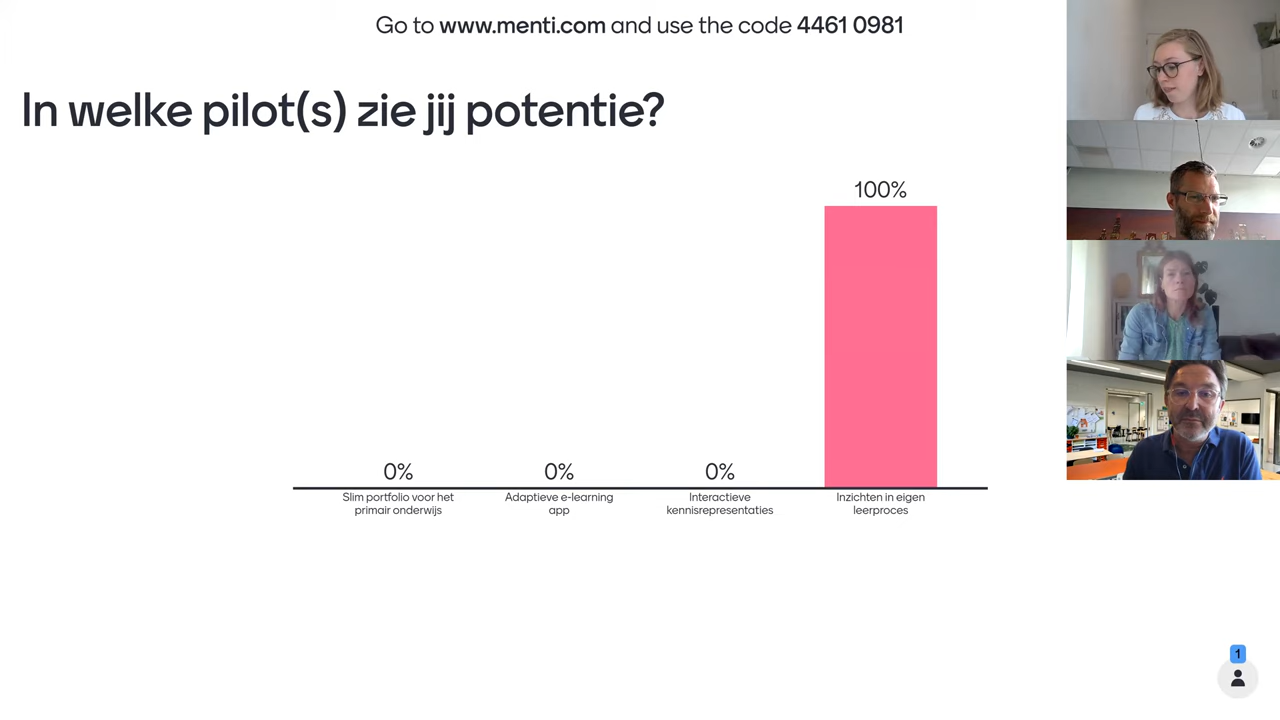 Go to www.menti.com and use the code 4461 0981
In welke pilot(s) zie jij potentie?
100%
0%
0%
0%
Slim portfolio voor het
primair onderwijs
Adaptieve e-learning
app
Interactieve
kennisrepresentaties
Inzichten in eigen
leerproces
1